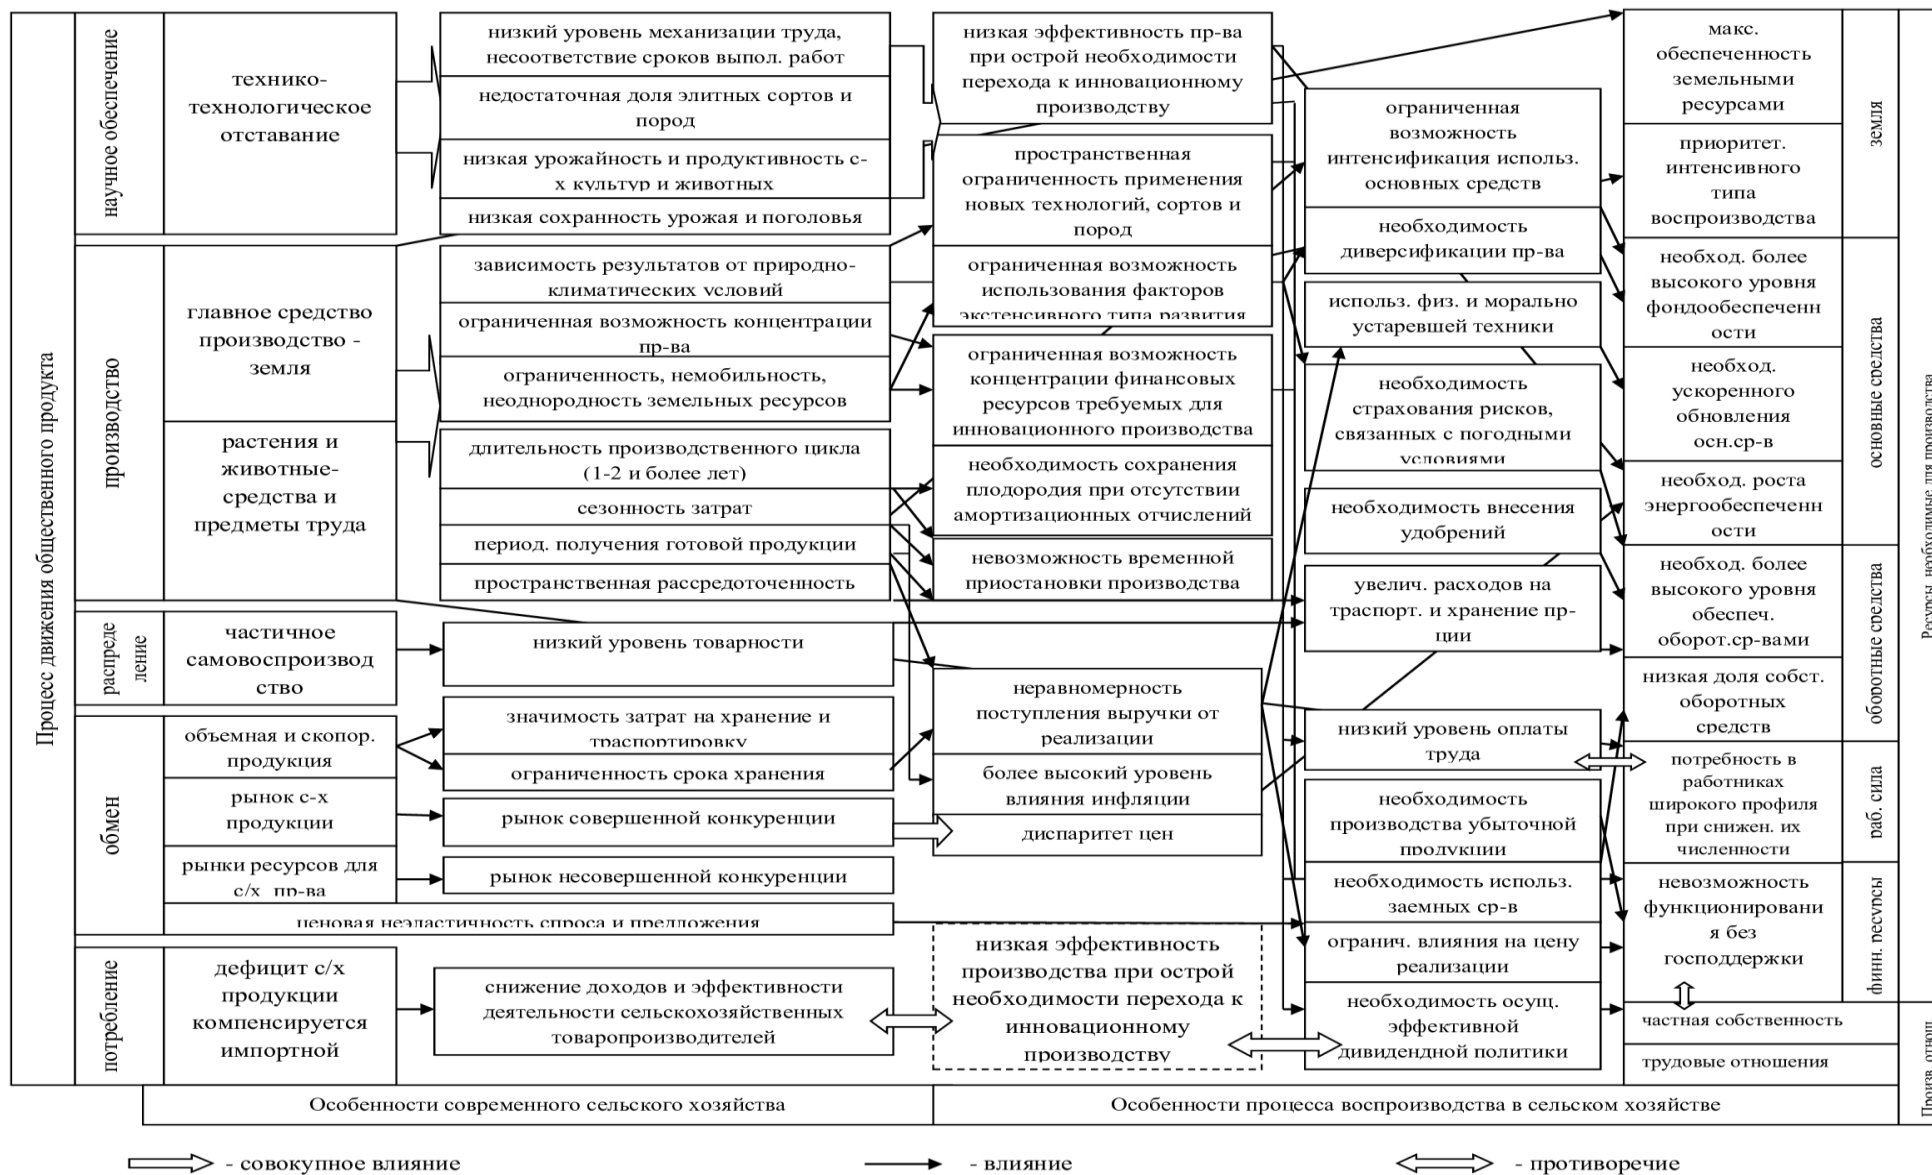 Процесс движения общественного продукта
научное обеспечение
технико-
технологическое
отставание
низкий уровень механизации труда,
несоответствие сроков выпол. работ
недостаточная доля элитных сортов и
пород
низкая урожайность и продуктивность с-
х культур и животных
низкая сохранность урожая и поголовья
производство
главное средство
производство -
земля
растения и
животные-
средства и
предметы труда
зависимость результатов от природно-
климатических условий
ограниченная возможность концентрации
пр-ва
ограниченность, немобильность,
неоднородность земельных ресурсов
длительность производственного цикла
(1-2 и более лет)
сезонность затрат
период. получения готовой продукции
пространственная рассредоточенность
распреде
ление
частичное
самовоспроизвод
ство
низкий уровень товарности
обмен
объемная и скопор.
продукция
значимость затрат на хранение и
траспортировку
ограниченность срока хранения
рынок с-х
продукции
рынок совершенной конкуренции
рынки ресурсов для
с/х пр-ва
рынок несовершенной конкуренции
ценовая неэластичность спроса и предложения
потребление
дефицит с/х
продукции
компенсируется
импортной
снижение доходов и эффективности
деятельности сельскохозяйственных
товаропроизводителей
низкая эффективность пр-ва
при острой необходимости
перехода к инновационному
производству
пространственная
ограниченность применения
новых технологий, сортов и
пород
ограниченная возможность
использования факторов
экстенсивного типа развития
ограниченная возможность
концентрации финансовых
ресурсов требуемых для
инновационного производства
необходимость сохранения
плодородия при отсутствии
амортизационных отчислений
невозможность временной
приостановки производства
неравномерность
поступления выручки от
реализации
более высокий уровень
влияния инфляции
диспаритет цен
низкая эффективность
производства при острой
необходимости перехода к
инновационному
производству
ограниченная
возможность
интенсификация использ.
основных средств
необходимость
диверсификации пр-ва
использ. физ. и морально
устаревшей техники
необходимость
страхования рисков,
связанных с погодными
условиями
необходимость внесения
удобрений
увелич. расходов на
траспорт. и хранение пр-
ции
низкий уровень оплаты
труда
необходимость
производства убыточной
продукции
необходимость использ.
заемных ср-в
огранич. влияния на цену
реализации
необходимость осущ.
эффективной
дивидендной политики
макс.
обеспеченность
земельными
ресурсами
приоритет.
интенсивного
типа
воспроизводства
необход. более
высокого уровня
фондообеспеченн
ости
необход.
ускоренного
обновления
осн.ср-в
необход. роста
энергообеспеченн
ости
необход. более
высокого уровня
обеспеч.
оборот.ср-вами
низкая доля собст.
оборотных
средств
потребность в
работниках
широкого профиля
при снижен. их
численности
невозможность
функционировани
я без
господдержки
частная собственность
трудовые отношения
земля
основные средства
оборотные средства
раб. сила
финн. ресурсы
Ресурсы, необходимые для производства
Произв. отнош.
Особенности современного сельского хозяйства
Особенности процесса воспроизводства в сельском хозяйстве
- совокупное влияние
- влияние
- противоречие